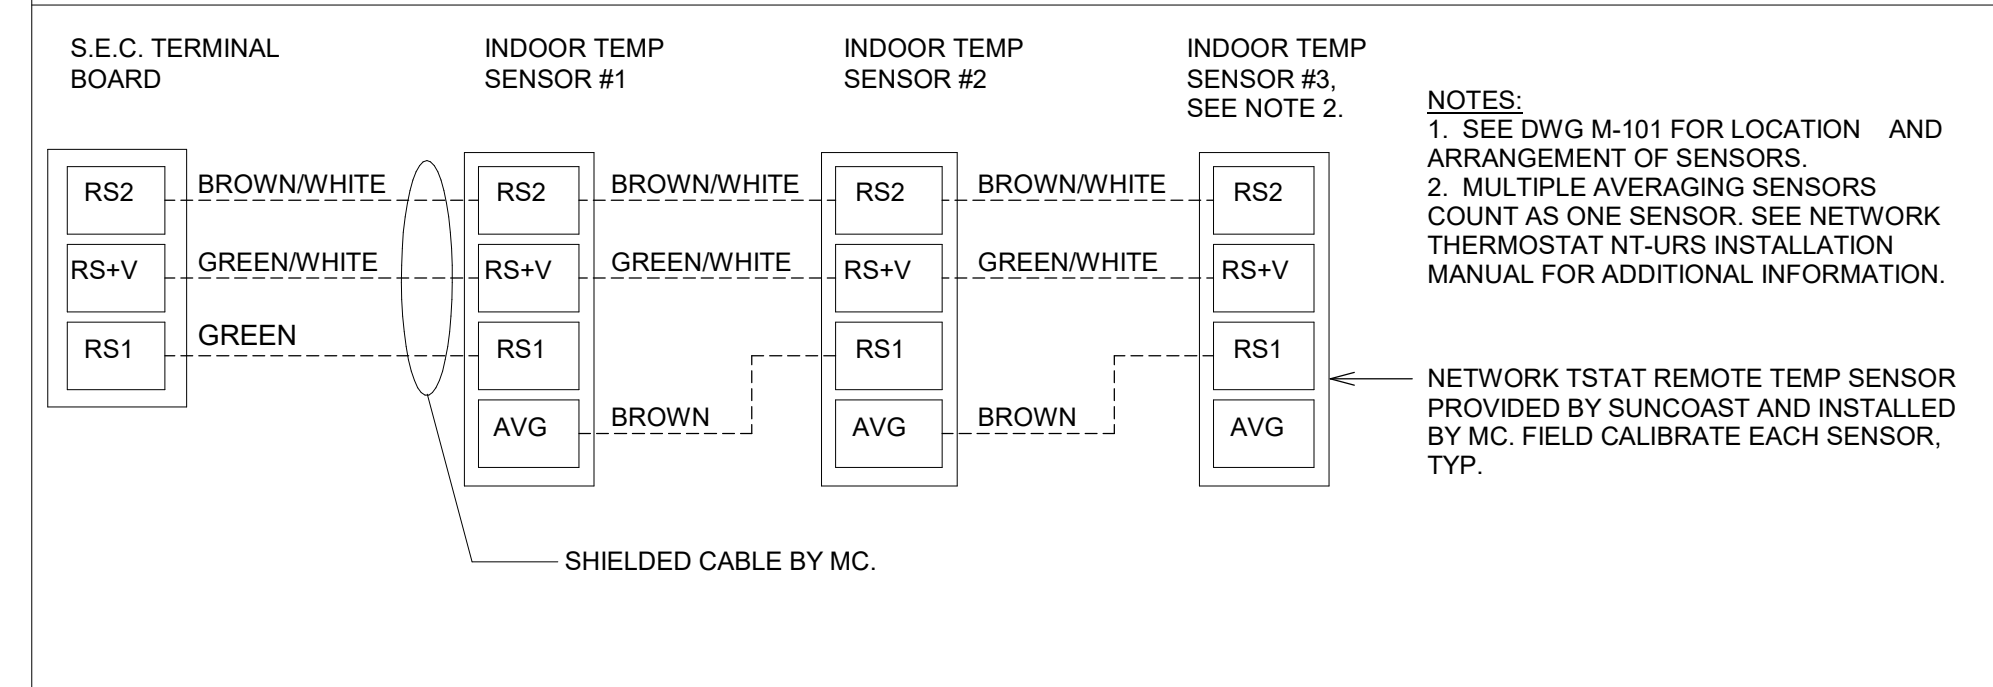 S.E.C. TERMINAL
BOARD
INDOOR TEMP
SENSOR #1
INDOOR TEMP
SENSOR #2
INDOOR TEMP
SENSOR #3,
SEE NOTE 2.
RS2
BROWN/WHITE
RS2
BROWN/WHITE
RS2
BROWN/WHITE
RS2
RS+V
GREEN/WHITE
RS+V
GREEN/WHITE
RS+V
GREEN/WHITE
RS+V
RS1
GREEN
RS1
RS1
RS1
AVG
BROWN
AVG
BROWN
AVG
SHIELDED CABLE BY MC.
NOTES:
1. SEE DWG M-101 FOR LOCATION AND
ARRANGEMENT OF SENSORS.
2. MULTIPLE AVERAGING SENSORS
COUNT AS ONE SENSOR. SEE NETWORK
THERMOSTAT NT-URS INSTALLATION
MANUAL FOR ADDITIONAL INFORMATION.
NETWORK TSTAT REMOTE TEMP SENSOR
PROVIDED BY SUNCOAST AND INSTALLED
BY MC. FIELD CALIBRATE EACH SENSOR,
TYP.